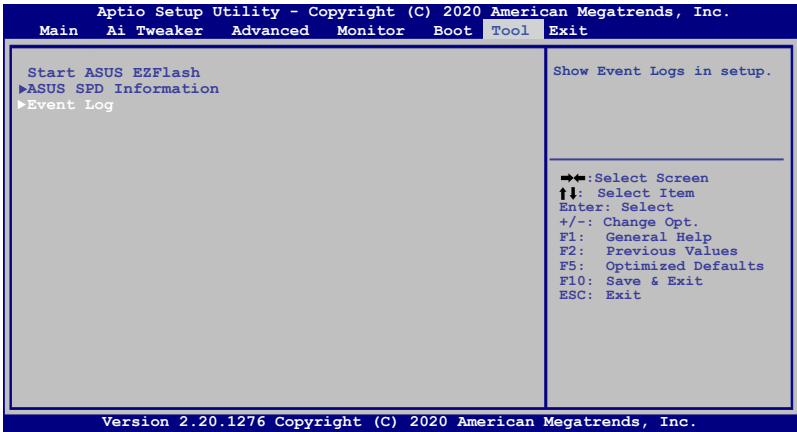 Aptio Setup Utility - Copyright (C) 2020 American Megatrends, Inc.
Main Ai Tweaker Advanced Monitor Boot Tool Exit
Start ASUS EZFlash
▶ASUS SPD Information
▶Event Log
Show Event Logs in setup.
→←:Select Screen
↑↓: Select Item
Enter: Select
+/-: Change Opt.
F1: General Help
F2: Previous Values
F5: Optimized Defaults
F10: Save & Exit
ESC: Exit
Version 2.20.1276 Copyright (C) 2020 American Megatrends, Inc.